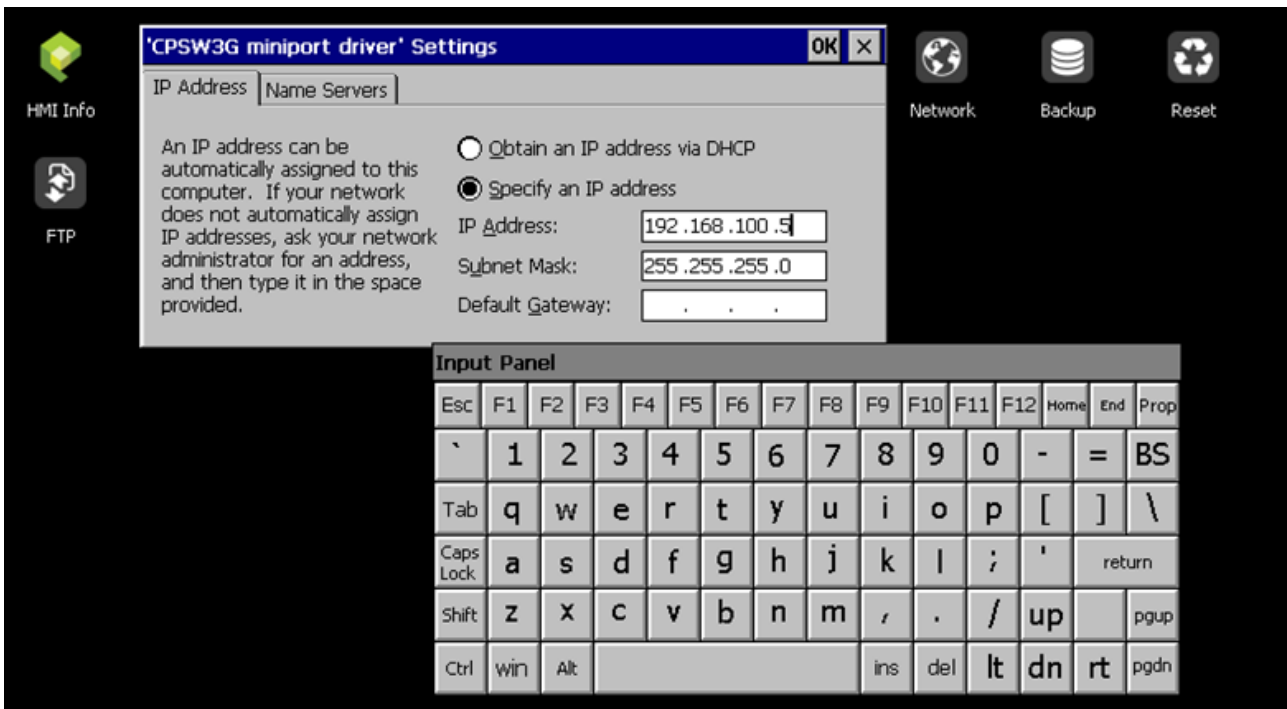 'CPSW3G miniport driver' Settings
OK ×
IP Address
Name Servers
An IP address can be
automatically assigned to this
computer. If your network
does not automatically assign
IP addresses, ask your network
administrator for an address,
and then type it in the space
provided.
Obtain an IP address via DHCP
Specify an IP address
IP Address: 192 .168 .100 .5
Subnet Mask: 255 .255 .255 .0
Default Gateway: . . .
HMI Info
FTP
Network
Backup
Reset
Input Panel
Esc F1 F2 F3 F4 F5 F6 F7 F8 F9 F10 F11 F12 Home End Prop
` 1 2 3 4 5 6 7 8 9 0 - = BS
Tab q w e r t y u i o p [ ] \
Caps Lock a s d f g h j k l ; ' return
Shift z x c v b n m , . / up pgup
Ctrl win Alt ins del lt dn rt pgdn